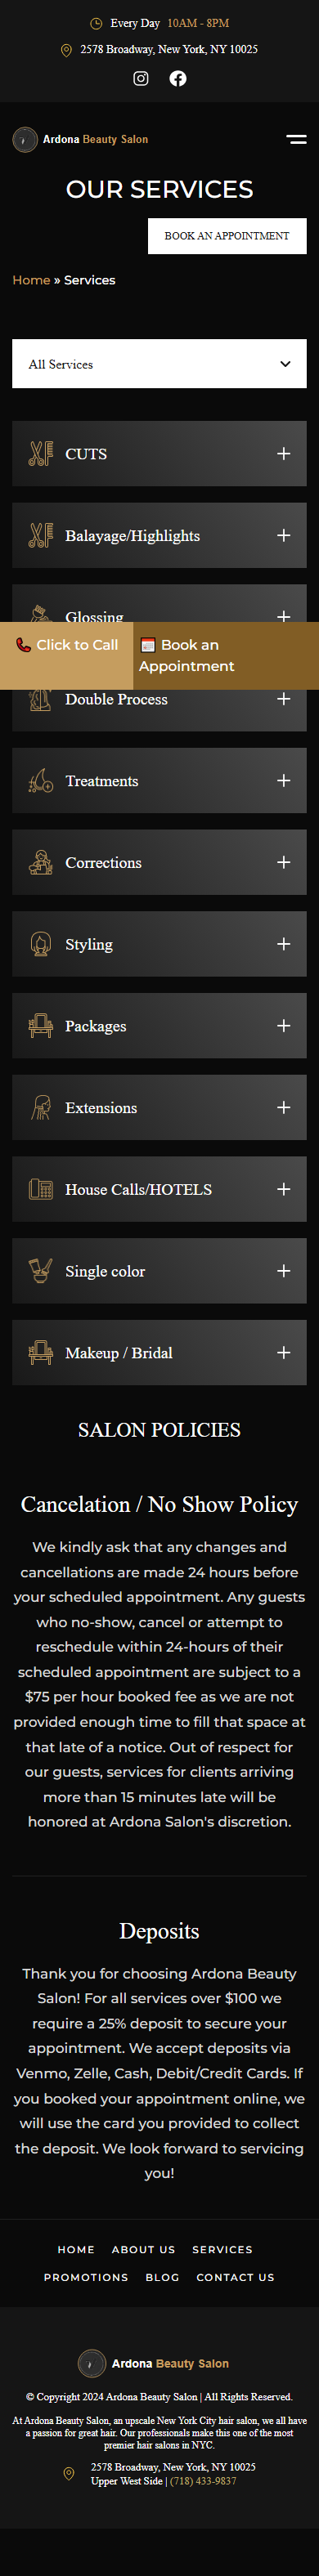 Every Day 10AM - 8PM
2578 Broadway, New York, NY 10025
Ardona Beauty Salon
OUR SERVICES
BOOK AN APPOINTMENT
Home » Services
All Services
CUTS
Balayage/Highlights
Glossing
Click to Call
Book an
Appointment
Double Process
Treatments
Corrections
Styling
Packages
Extensions
House Calls/HOTELS
Single color
Makeup / Bridal
SALON POLICIES
Cancelation / No Show Policy
We kindly ask that any changes and
cancellations are made 24 hours before
your scheduled appointment. Any guests
who no-show, cancel or attempt to
reschedule within 24-hours of their
scheduled appointment are subject to a
$75 per hour booked fee as we are not
provided enough time to fill that space at
that late of a notice. Out of respect for
our guests, services for clients arriving
more than 15 minutes late will be
honored at Ardona Salon's discretion.
Deposits
Thank you for choosing Ardona Beauty
Salon! For all services over $100 we
require a 25% deposit to secure your
appointment. We accept deposits via
Venmo, Zelle, Cash, Debit/Credit Cards. If
you booked your appointment online, we
will use the card you provided to collect
the deposit. We look forward to servicing
you!
HOME ABOUT US SERVICES
PROMOTIONS BLOG CONTACT US
Ardona Beauty Salon
© Copyright 2024 Ardona Beauty Salon | All Rights Reserved.
At Ardona Beauty Salon, an upscale New York City hair salon, we all have
a passion for great hair. Our professionals make this one of the most
premier hair salons in NYC.
2578 Broadway, New York, NY 10025
Upper West Side | (718) 433-9837